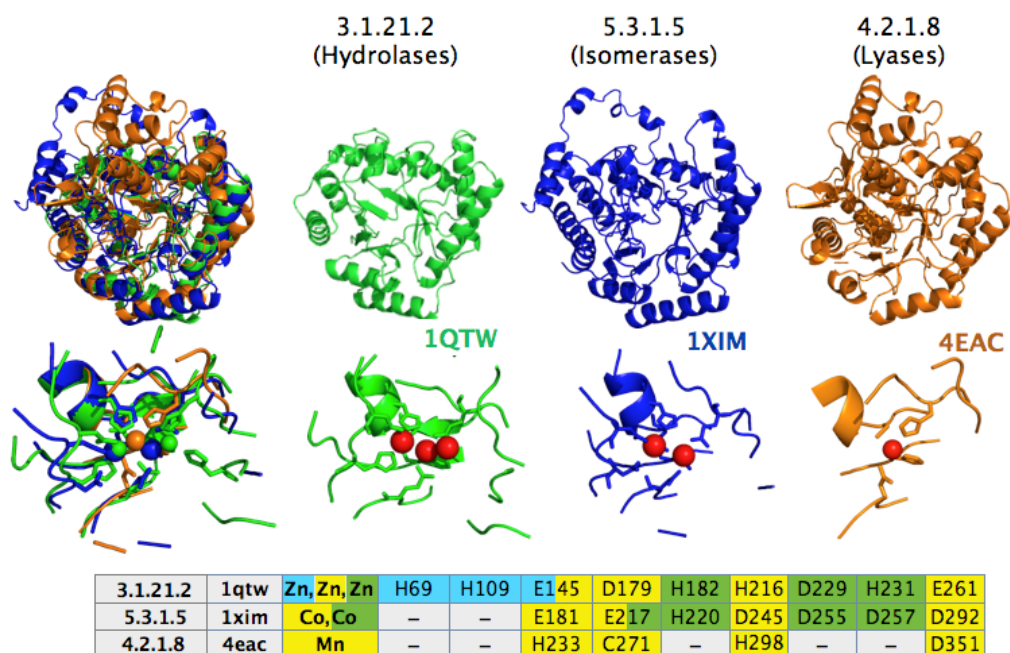 3.1.21.2 5.3.1.5 4.2.1.8
(Hydrolases) (Isomerases) (Lyases)
1QTW 1XIM 4EAC
3.1.21.2 1qtw Zn, Zn, Zn H69 H109 E145 D179 H182 H216 D229 H231 E261
5.3.1.5 1xim Co,Co – – E181 E217 H220 D245 D255 D257 D292
4.2.1.8 4eac Mn – – H233 C271 – H298 – – D351